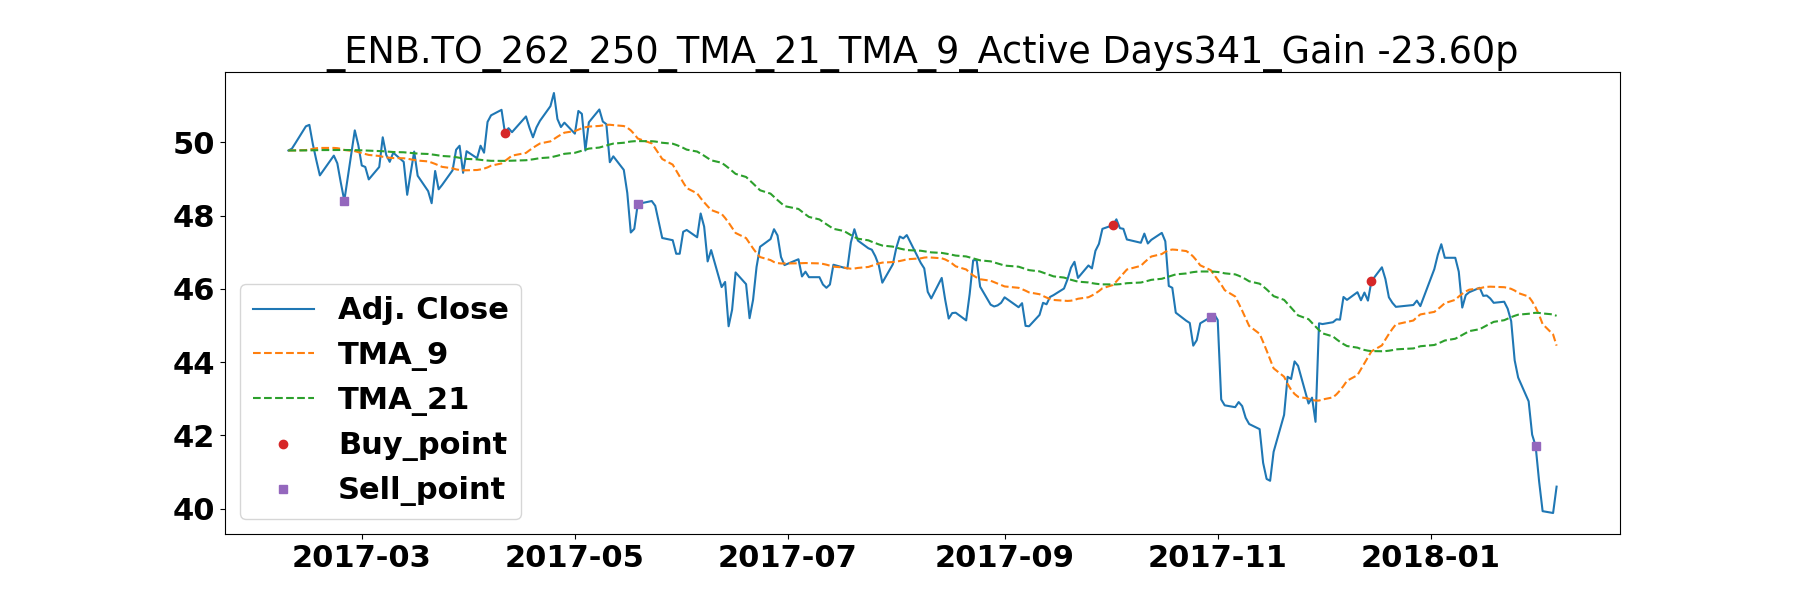 _ENB.TO_262_250_TMA_21_TMA_9_Active Days341_Gain -23.60p
50
48
46
44
42
40
Adj. Close
TMA_9
TMA_21
Buy_point
Sell_point
2017-03 2017-05 2017-07 2017-09 2017-11 2018-01